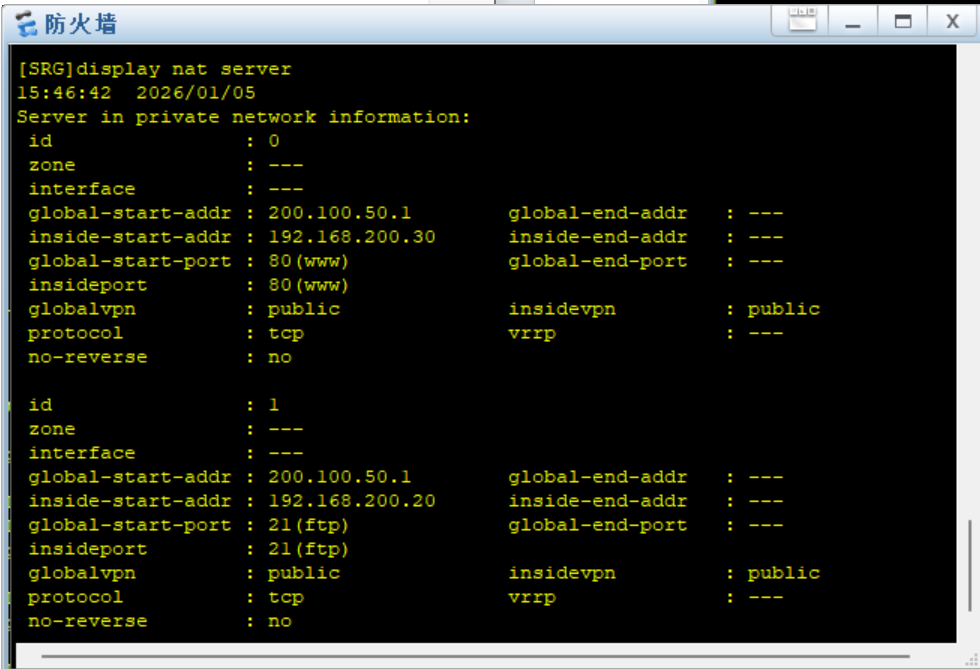 防火墙
[SRG]display nat server
15:46:42  2026/01/05
Server in private network information:
id                  : 0
zone                : ---
interface           : ---
global-start-addr : 200.100.50.1        global-end-addr   : ---
inside-start-addr : 192.168.200.30      inside-end-addr   : ---
global-start-port : 80(www)             global-end-port   : ---
insideport          : 80(www)
globalvpn           : public              insidevpn           : public
protocol            : tcp                 vrrp                : ---
no-reverse          : no
id                  : 1
zone                : ---
interface           : ---
global-start-addr : 200.100.50.1        global-end-addr   : ---
inside-start-addr : 192.168.200.20      inside-end-addr   : ---
global-start-port : 21(ftp)             global-end-port   : ---
insideport          : 21(ftp)
globalvpn           : public              insidevpn           : public
protocol            : tcp                 vrrp                : ---
no-reverse          : no